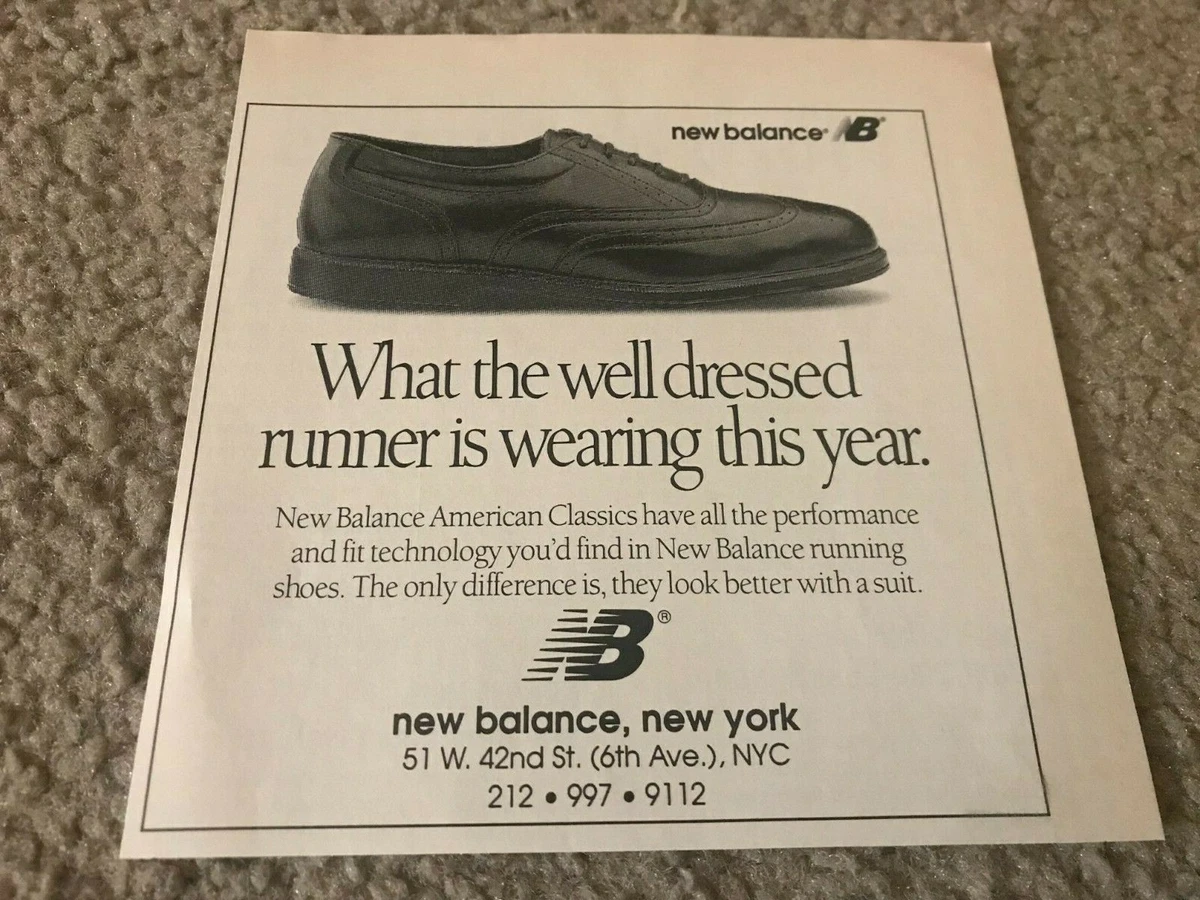 new balance® NB®
What the well dressed
runner is wearing this year.
New Balance American Classics have all the performance
and fit technology you'd find in New Balance running
shoes. The only difference is, they look better with a suit.
NB®
new balance, new york
51 W. 42nd St. (6th Ave.), NYC
212 • 997 • 9112